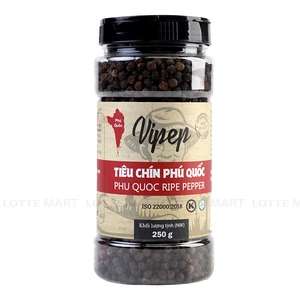 Phú
Quốc
Vipep
TIÊU CHÍN PHÚ QUỐC
PHU QUOC RIPE PEPPER
ISO 22000:2018
Khối lượng tịnh (NW)
250 g
LOTTE MART